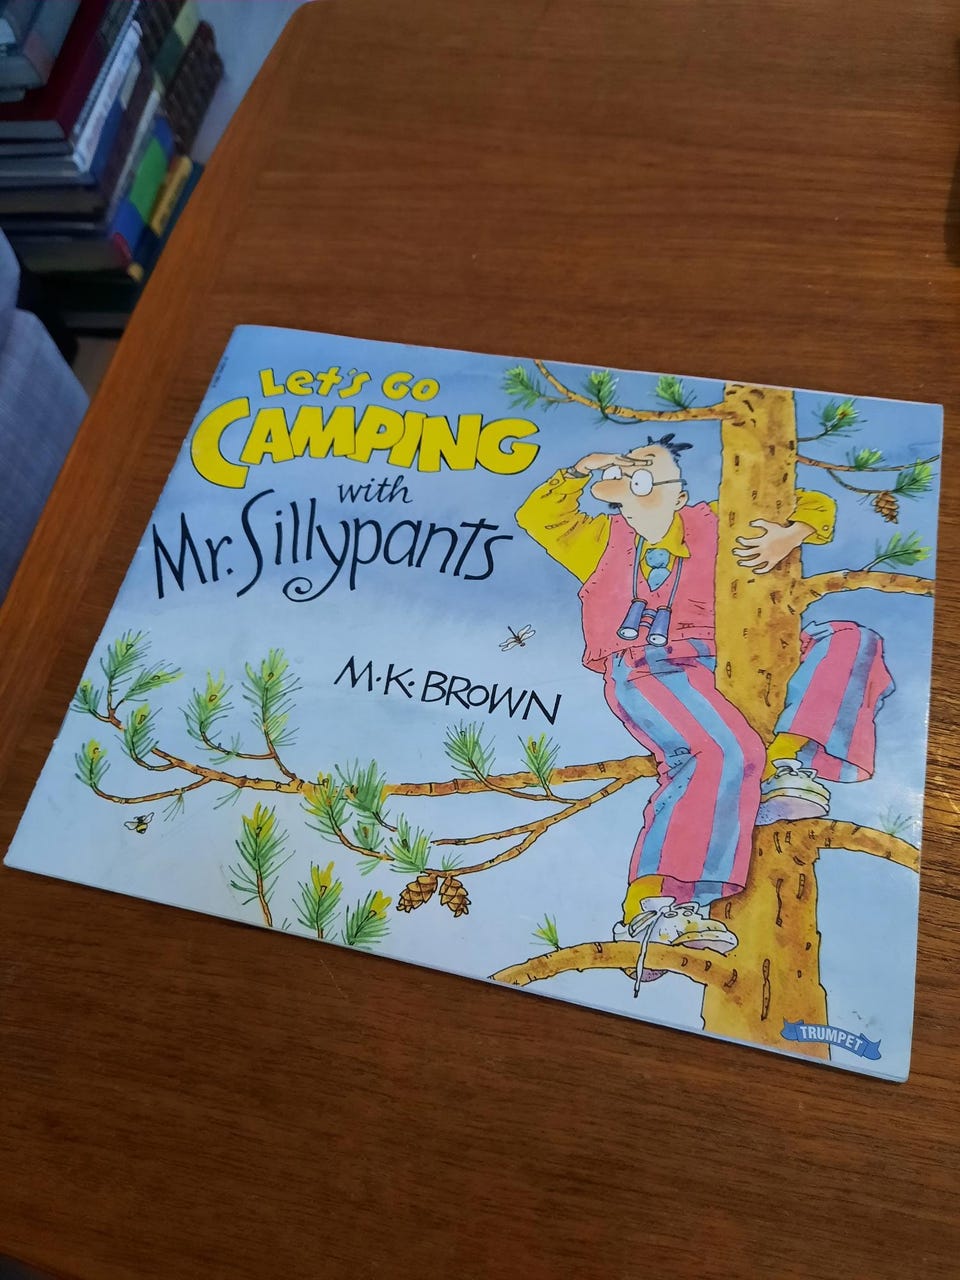 Let's Go
CAMPING
with
Mr. Sillypants
M.K. BROWN
TRUMPET